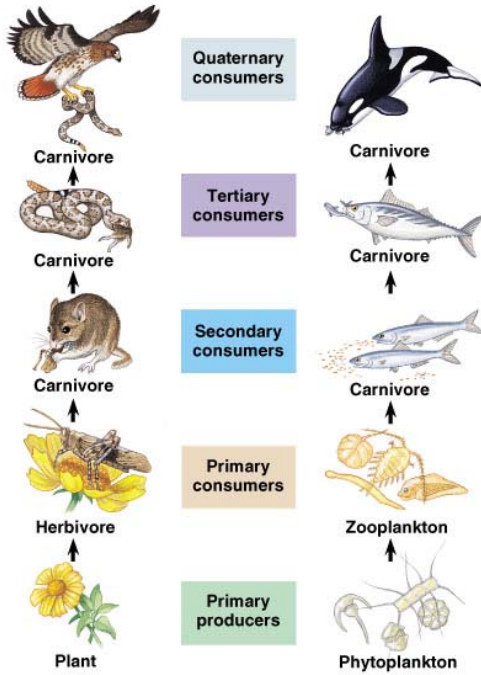 Quaternary
consumers
Carnivore
Carnivore
Tertiary
consumers
Carnivore
Carnivore
Secondary
consumers
Carnivore
Carnivore
Primary
consumers
Herbivore
Zooplankton
Primary
producers
Plant
Phytoplankton